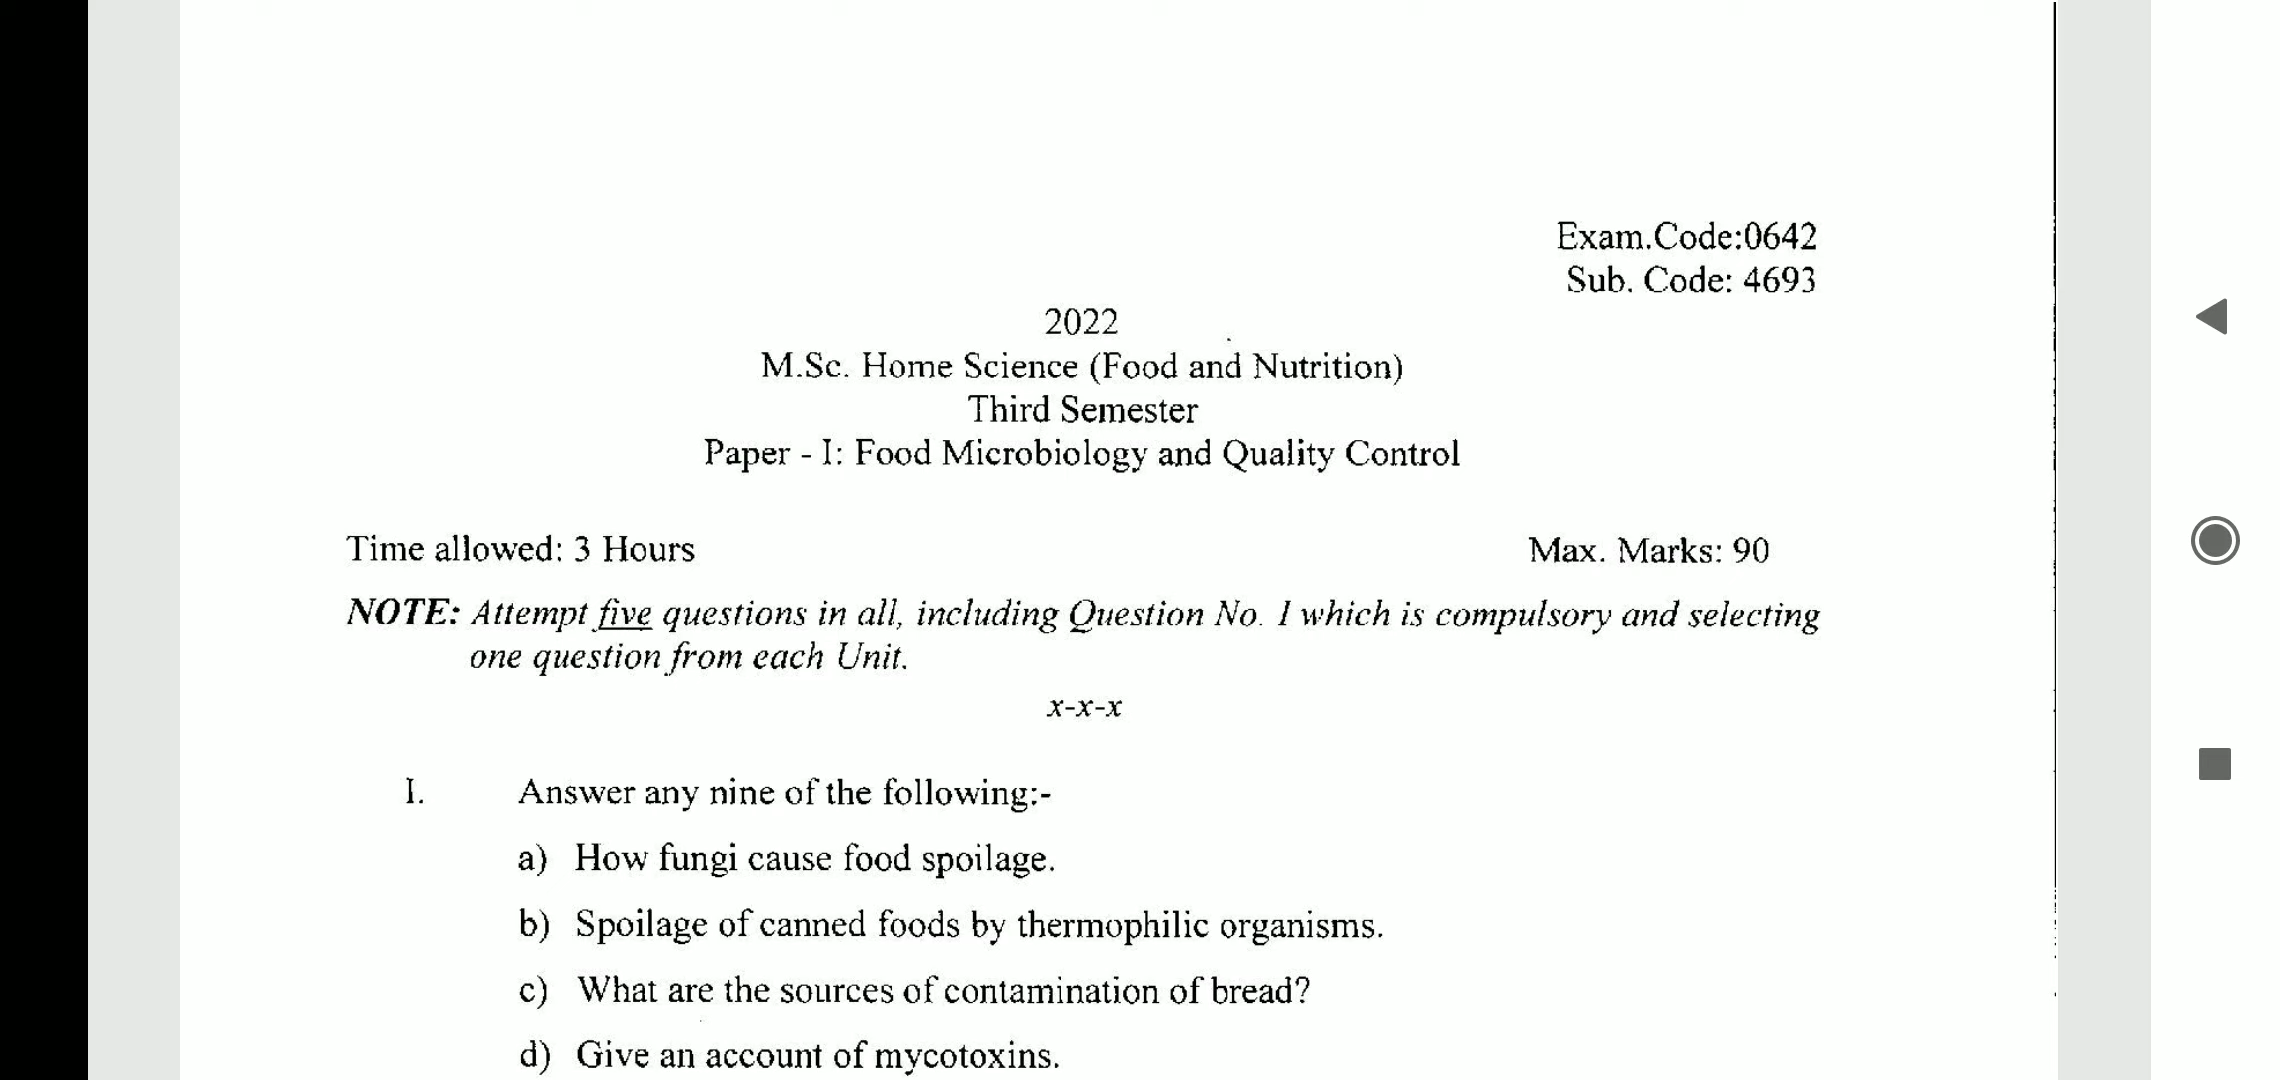 Exam.Code:0642
Sub. Code: 4693
2022
M.Sc. Home Science (Food and Nutrition)
Third Semester
Paper - I: Food Microbiology and Quality Control
Time allowed: 3 Hours Max. Marks: 90
NOTE: Attempt five questions in all, including Question No. I which is compulsory and selecting
one question from each Unit.
x-x-x
I. Answer any nine of the following:-
a) How fungi cause food spoilage.
b) Spoilage of canned foods by thermophilic organisms.
c) What are the sources of contamination of bread?
d) Give an account of mycotoxins.